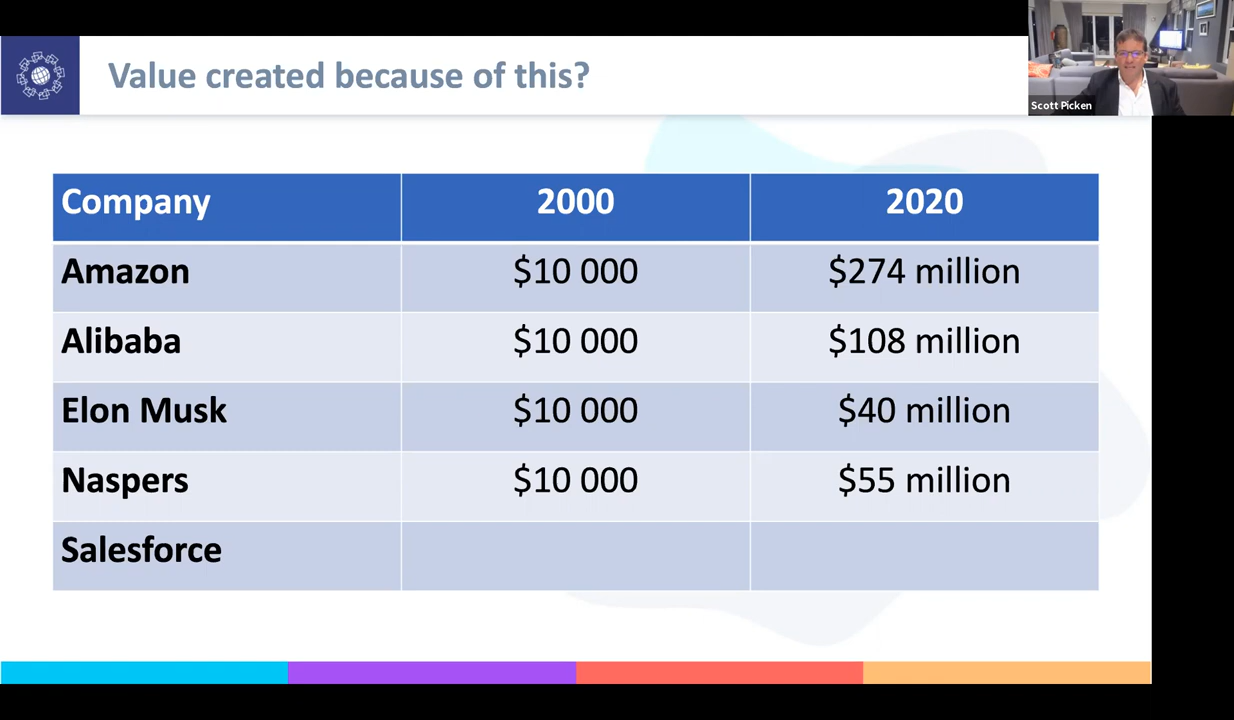 Value created because of this?
Scott Picken
Company 2000 2020
Amazon $10 000 $274 million
Alibaba $10 000 $108 million
Elon Musk $10 000 $40 million
Naspers $10 000 $55 million
Salesforce